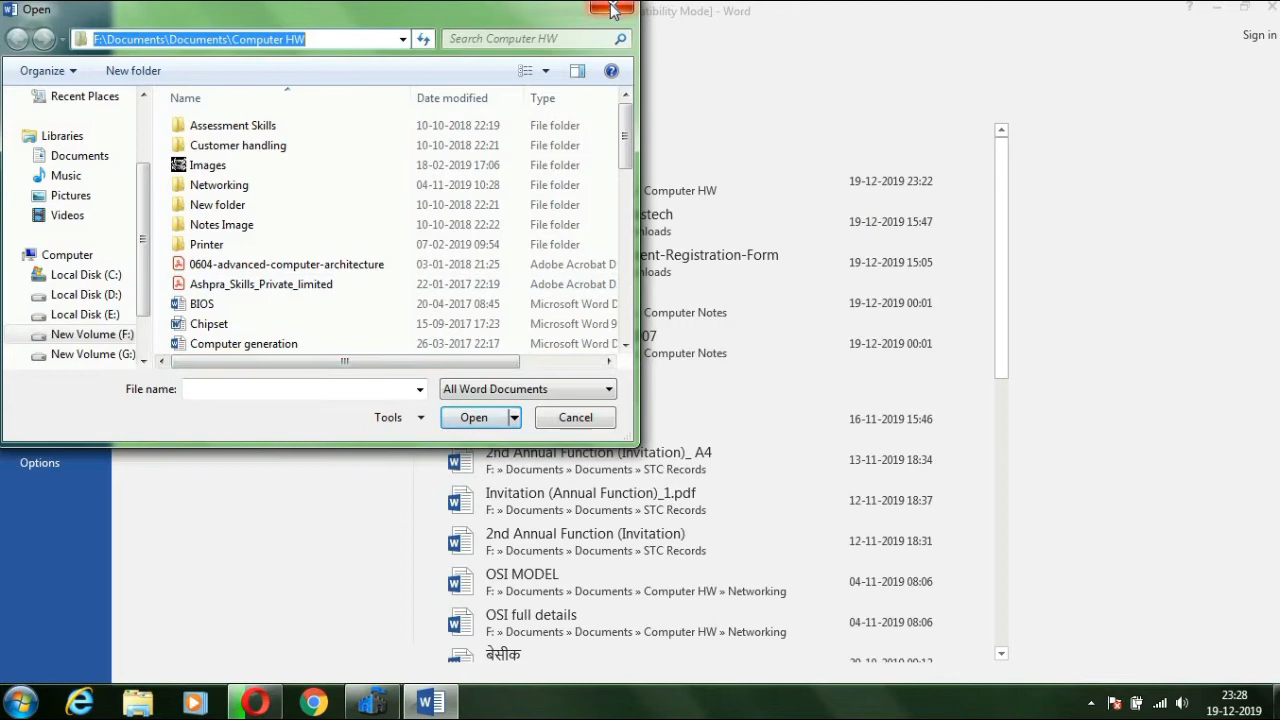 Open
F:\Documents\Documents\Computer HW
Search Computer HW
Organize
New folder
Recent Places
Libraries
Documents
Music
Pictures
Videos
Computer
Local Disk (C:)
Local Disk (D:)
Local Disk (E:)
New Volume (F:)
New Volume (G:)
Name Date modified Type
Assessment Skills 10-10-2018 22:19 File folder
Customer handling 10-10-2018 22:21 File folder
Images 18-02-2019 17:06 File folder
Networking 04-11-2019 10:28 File folder
New folder 10-10-2018 22:21 File folder
Notes Image 10-10-2018 22:22 File folder
Printer 07-02-2019 09:54 File folder
0604-advanced-computer-architecture 03-01-2018 21:25 Adobe Acrobat D
Ashpra_Skills_Private_limited 22-01-2017 12:19 Adobe Acrobat D
BIOS 20-04-2017 08:45 Microsoft Word D
Chipset 15-09-2017 17:23 Microsoft Word 9
Computer generation 26-03-2017 22:17 Microsoft Word D
File name:
All Word Documents
Tools
Open
Cancel
Options
tibility Mode] - Word
Sign in
Computer HW 19-12-2019 23:22
stech 19-12-2019 15:47
nloads
ent-Registration-Form 19-12-2019 15:05
nloads
19-12-2019 00:01
Computer Notes
07 19-12-2019 00:01
Computer Notes
16-11-2019 15:46
2nd Annual Function (Invitation)_ A4 13-11-2019 18:34
F: » Documents » Documents » STC Records
Invitation (Annual Function)_1.pdf 12-11-2019 18:37
F: » Documents » Documents » STC Records
2nd Annual Function (Invitation) 12-11-2019 18:31
F: » Documents » Documents » STC Records
OSI MODEL 04-11-2019 08:06
F: » Documents » Documents » Computer HW » Networking
OSI full details 04-11-2019 08:06
F: » Documents » Documents » Computer HW » Networking
बेसीक
23:28
19-12-2019